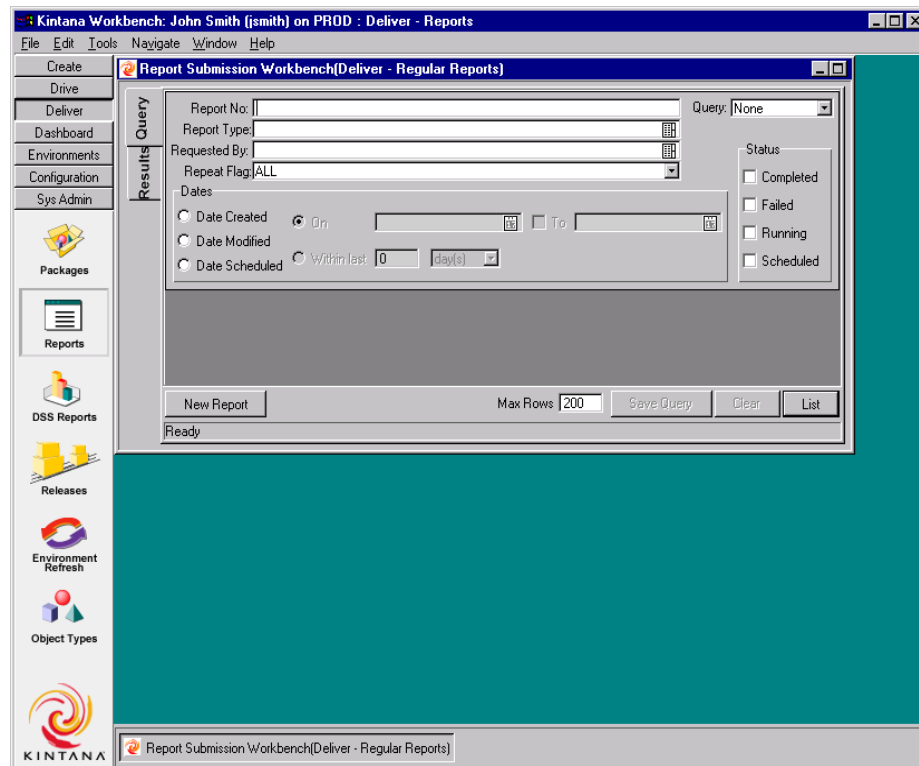 Kintana Workbench: John Smith (jsmith) on PROD : Deliver - Reports
File Edit Tools Navigate Window Help
Create
Drive
Deliver
Dashboard
Environments
Configuration
Sys Admin
Packages
Reports
DSS Reports
Releases
Environment
Refresh
Object Types
KINTANA
Report Submission Workbench(Deliver - Regular Reports)
Query
Results
Report No:
Query: None
Report Type:
Requested By:
Repeat Flag: ALL
Status
Completed
Failed
Running
Scheduled
Dates
Date Created
Date Modified
Date Scheduled
On To
Within last 0 day(s)
New Report Max Rows 200 Save Query Clear List
Ready
Report Submission Workbench(Deliver - Regular Reports)